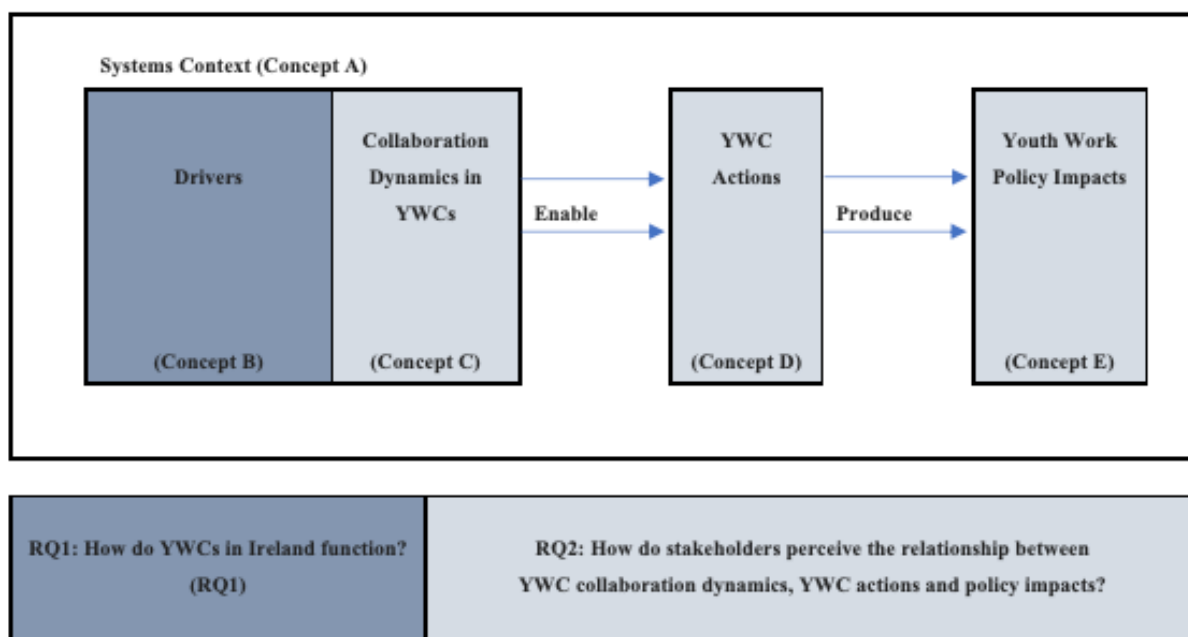 Systems Context (Concept A)
Drivers
(Concept B)
Collaboration
Dynamics in
YWCs
(Concept C)
Enable
YWC
Actions
(Concept D)
Produce
Youth Work
Policy Impacts
(Concept E)
RQ1: How do YWCs in Ireland function?
(RQ1)
RQ2: How do stakeholders perceive the relationship between
YWC collaboration dynamics, YWC actions and policy impacts?